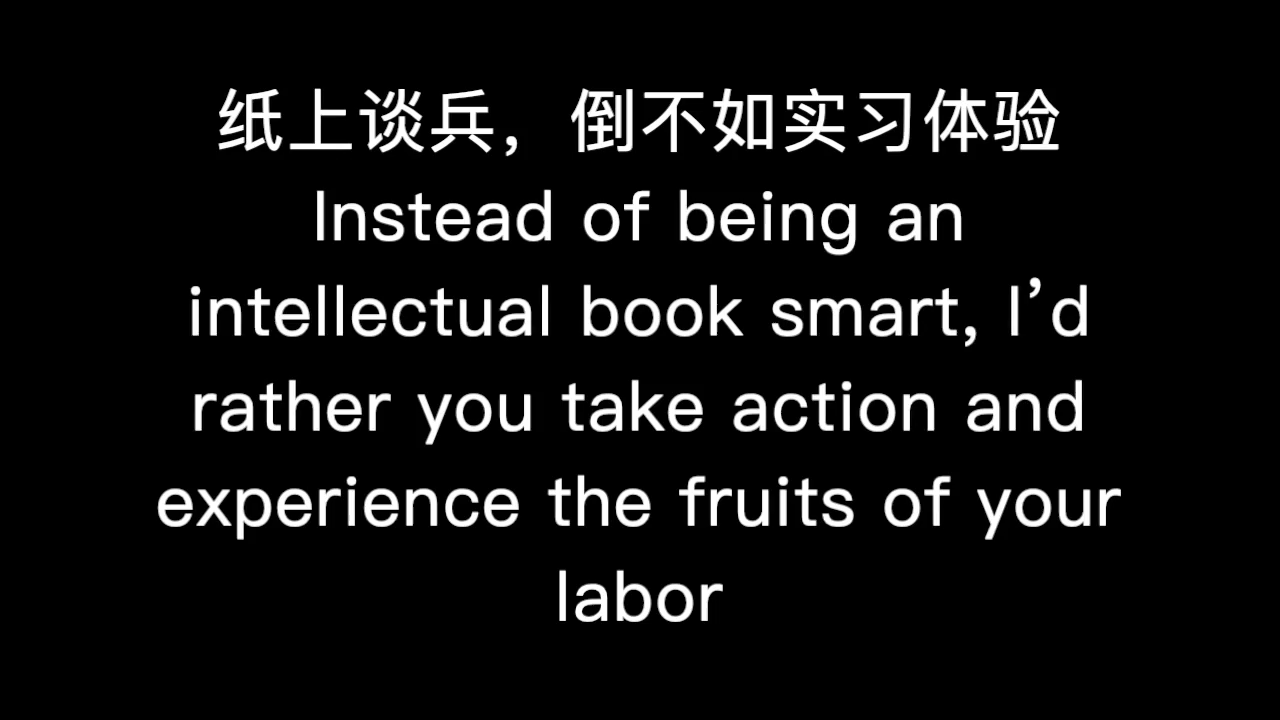 纸上谈兵，倒不如实习体验
Instead of being an
intellectual book smart, I’d
rather you take action and
experience the fruits of your
labor